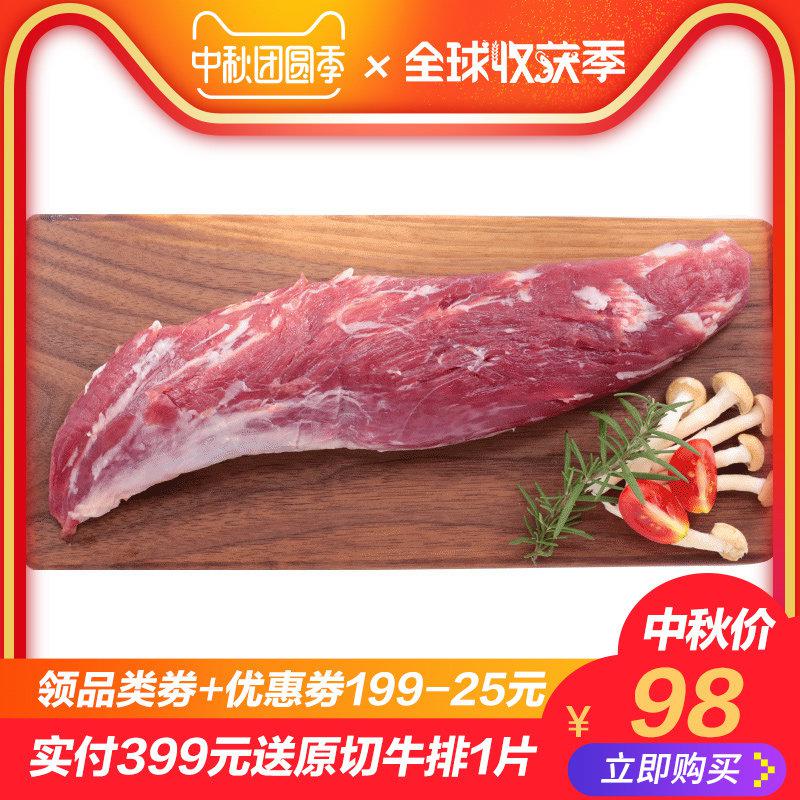 中秋团圆季 × 全球收获季
中秋价
领品类券+优惠券199-25元
¥98
实付399元送原切牛排1片
立即购买